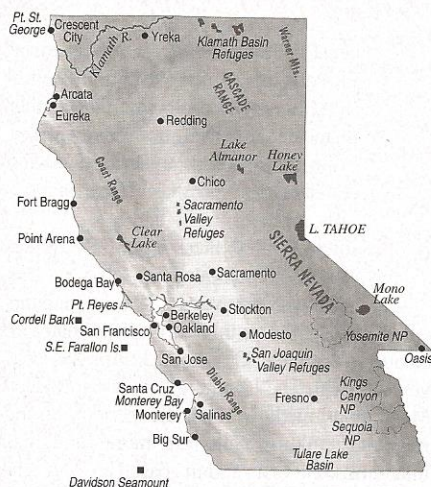 Pt. St.
George
Crescent
City
Klamath R.
Yreka
Klamath Basin
Refuges
Warner Mts.
CASCADE
RANGE
Arcata
Eureka
Redding
Lake
Almanor
Honey
Lake
Coast Range
Chico
Fort Bragg
Sacramento
Valley
Refuges
Point Arena
Clear
Lake
L. TAHOE
SIERRA NEVADA
Bodega Bay
Santa Rosa
Sacramento
Mono
Lake
Pt. Reyes
Cordell Bank
Berkeley
Stockton
San Francisco
Oakland
Modesto
Yosemite NP
Oasis
S.E. Farallon Is.
San Jose
San Joaquin
Valley Refuges
Diablo Range
Santa Cruz
Monterey Bay
Monterey
Salinas
Fresno
Kings
Canyon
NP
Sequoia
NP
Big Sur
Tulare Lake
Basin
Davidson Seamount